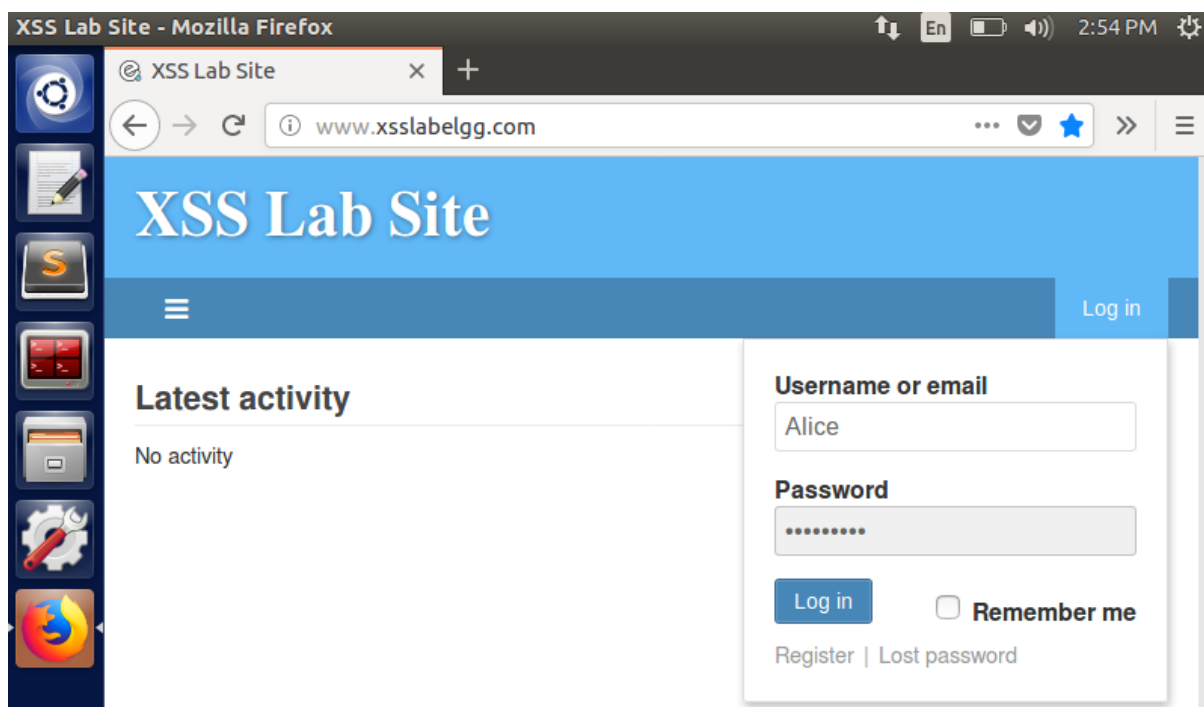 XSS Lab Site - Mozilla Firefox En 2:54 PM
XSS Lab Site
www.xsslabelgg.com
XSS Lab Site
Log in
Latest activity
No activity
Username or email
Alice
Password
•••••••••
Log in Remember me
Register | Lost password